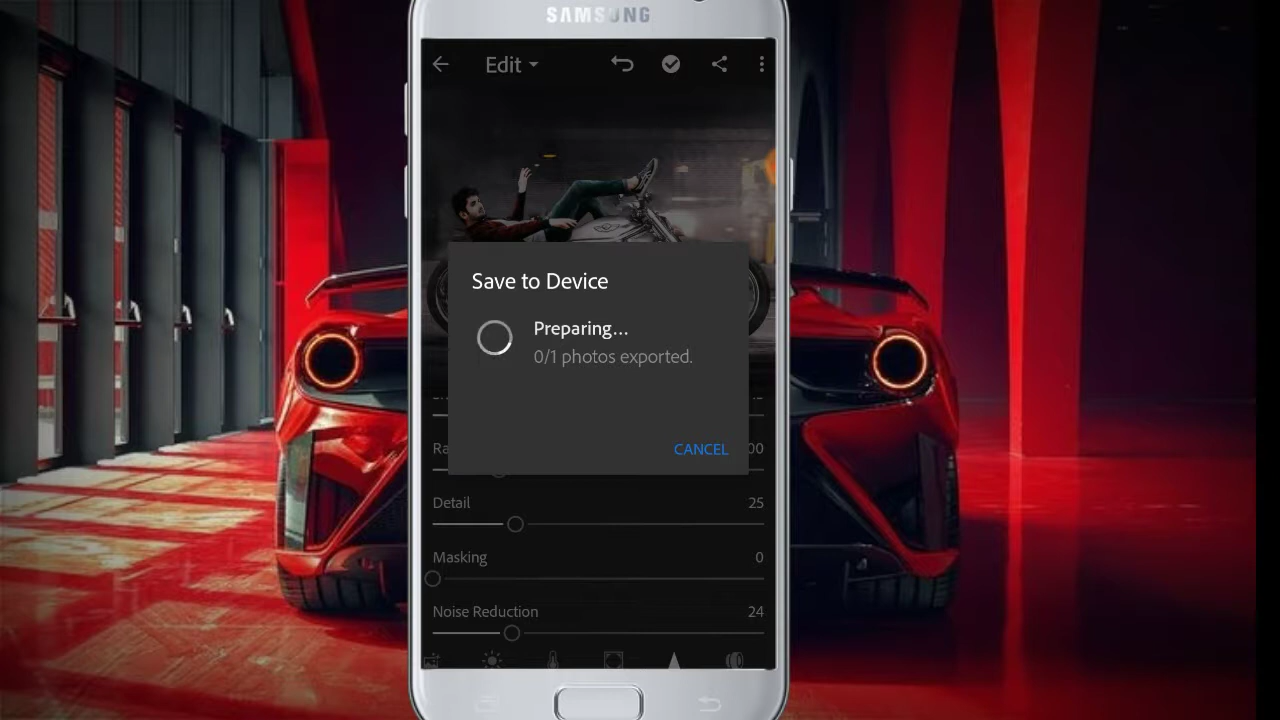 SAMSUNG
Edit
Save to Device
Preparing...
0/1 photos exported.
CANCEL
Detail
25
Masking
0
Noise Reduction
24